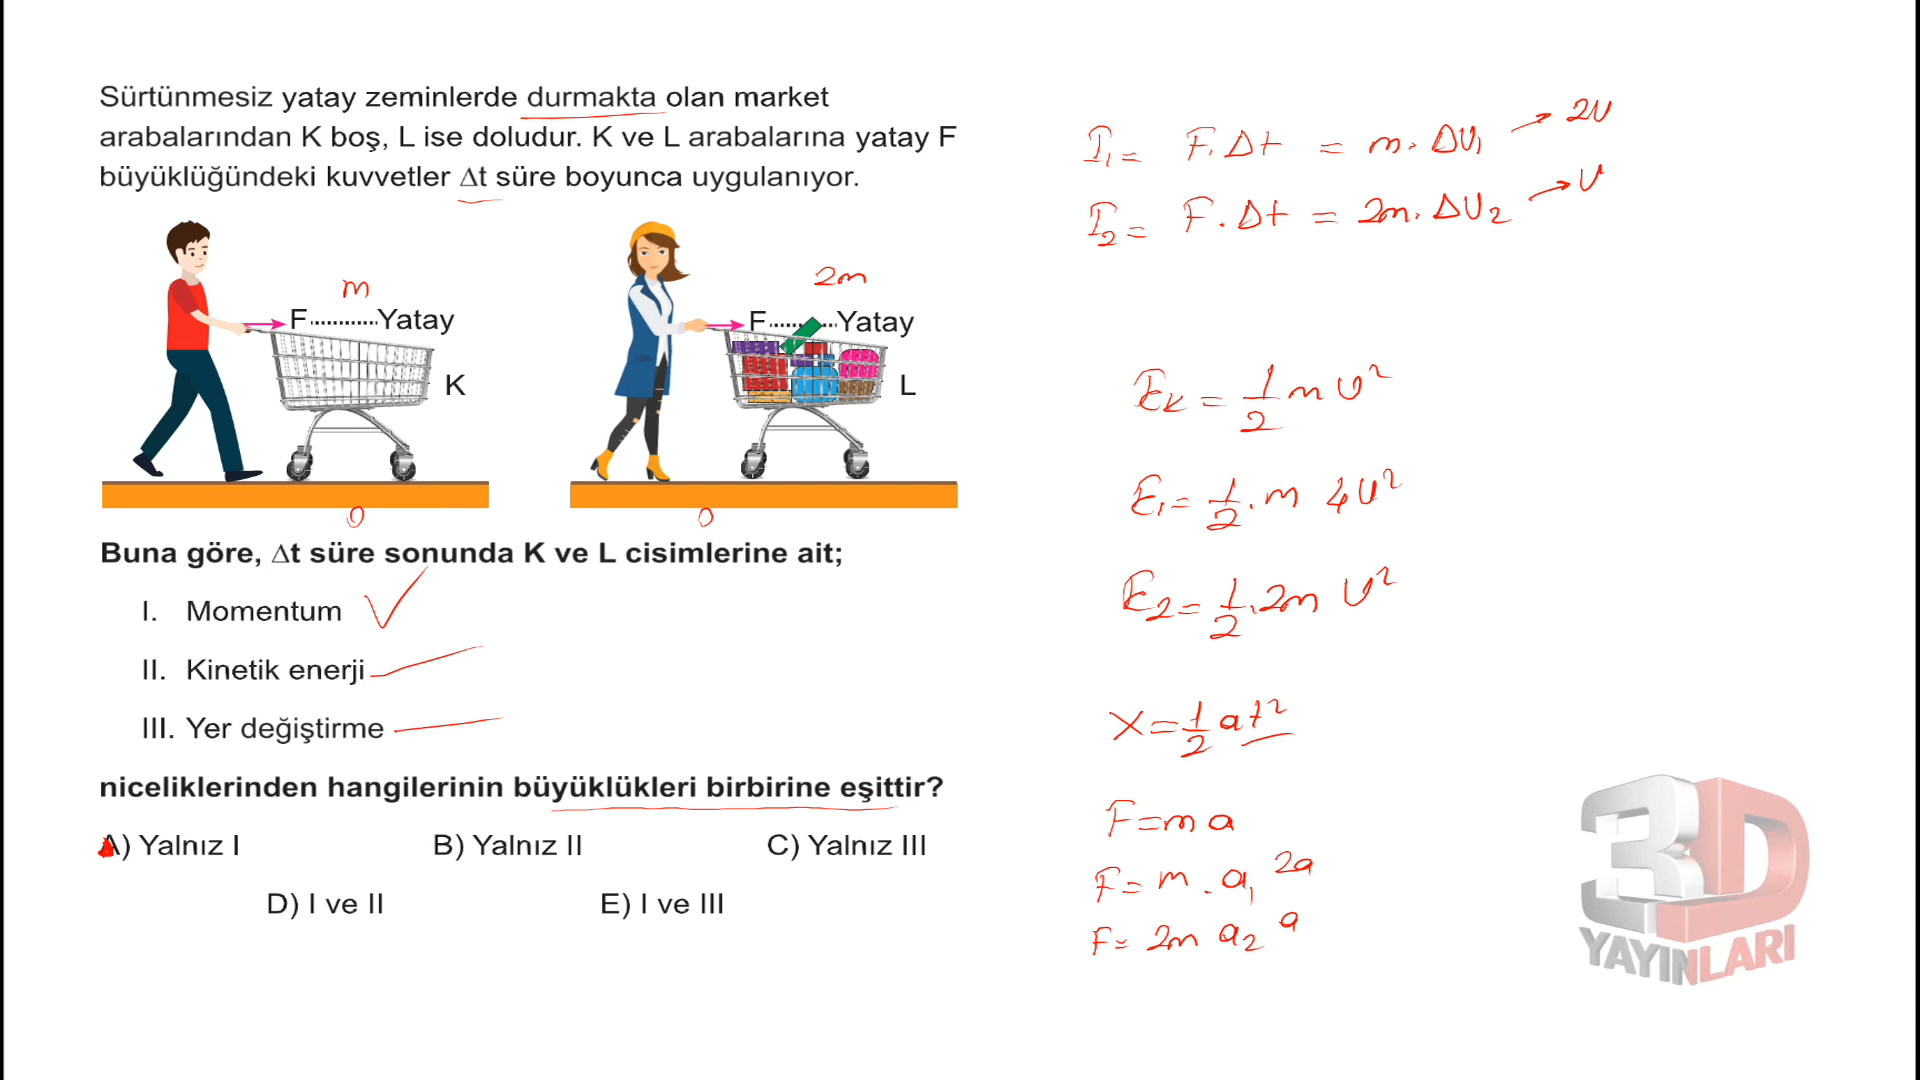 Sürtünmesiz yatay zeminlerde durmakta olan market
arabalarından K boş, L ise doludur. K ve L arabalarına yatay F
büyüklüğündeki kuvvetler Δt süre boyunca uygulanıyor.
m
F...........Yatay
K
2m
F...........Yatay
L
0
0
Buna göre, Δt süre sonunda K ve L cisimlerine ait;
I. Momentum
II. Kinetik enerji
III. Yer değiştirme
niceliklerinden hangilerinin büyüklükleri birbirine eşittir?
A) Yalnız I B) Yalnız II C) Yalnız III
D) I ve II E) I ve III
I₁ = F.Δt = m.ΔU₁ → 2U
I₂ = F.Δt = 2m.ΔU₂ → U
Ek = 1/2 m U²
E₁ = 1/2 . m 4U²
E₂ = 1/2 . 2m U²
X = 1/2 at²
F = m a
F = m . a₁ 2a
F = 2m a₂ a
3D
YAYINLARI